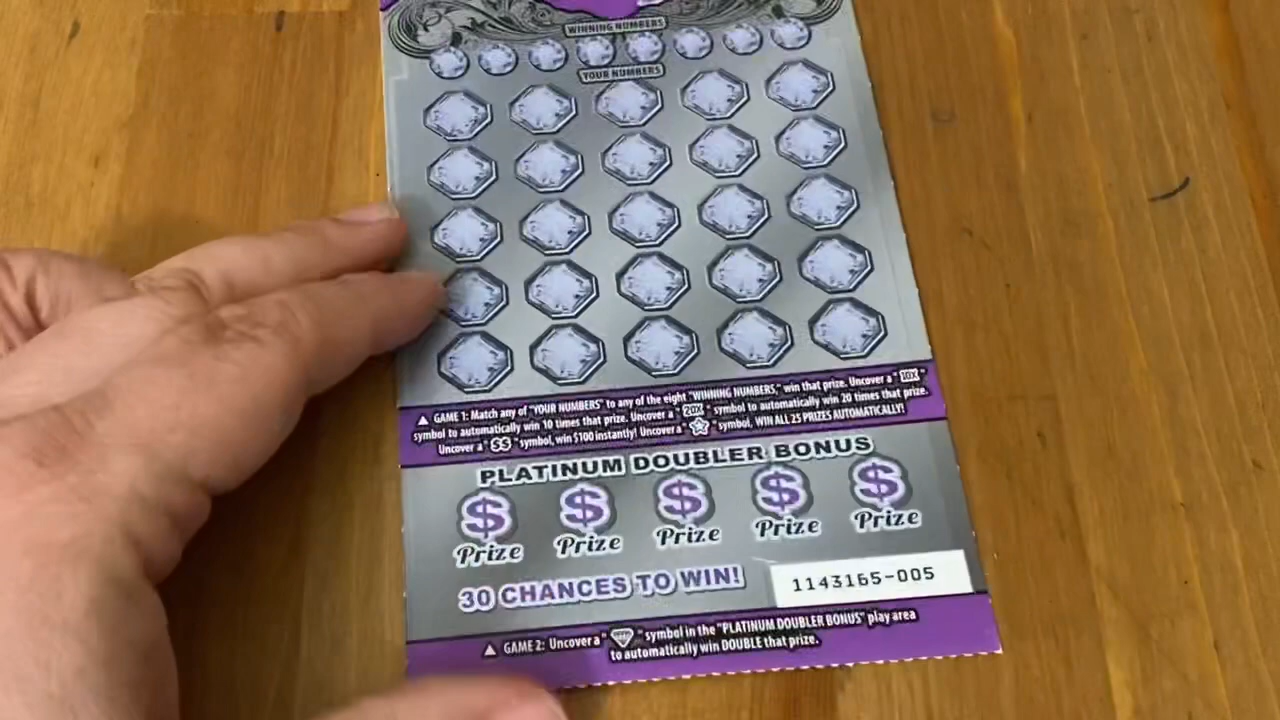 WINNING NUMBERS
YOUR NUMBERS
▲ GAME 1: Match any of "YOUR NUMBERS" to any of the eight "WINNING NUMBERS," win that prize. Uncover a "10X"
symbol to automatically win 10 times that prize. Uncover a "20X" symbol to automatically win 20 times that prize.
Uncover a "$$" symbol, win $100 instantly! Uncover a "☆" symbol, WIN ALL 25 PRIZES AUTOMATICALLY!
PLATINUM DOUBLER BONUS
$ $ $ $ $
Prize Prize Prize Prize Prize
30 CHANCES TO WIN!
1143165-005
▲ GAME 2: Uncover a " " symbol in the "PLATINUM DOUBLER BONUS" play area
to automatically win DOUBLE that prize.